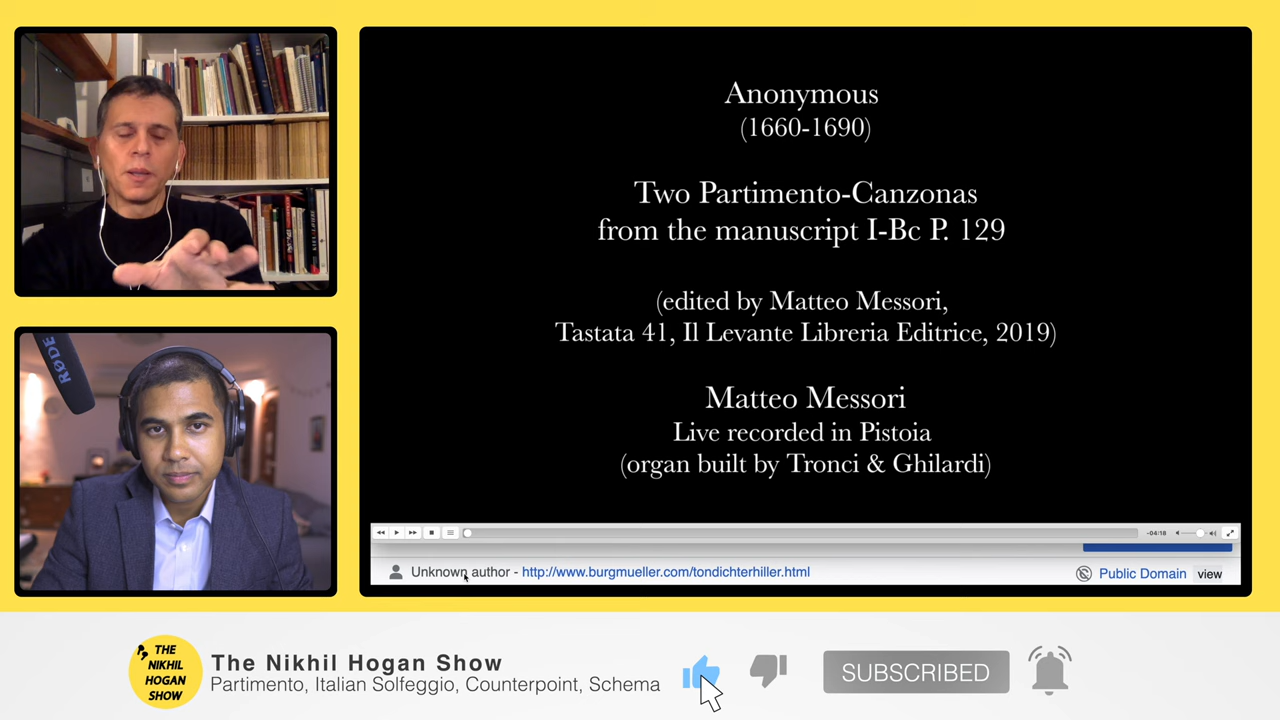 RØDE
Anonymous
(1660-1690)
Two Partimento-Canzonas
from the manuscript I-Bc P. 129
(edited by Matteo Messori,
Tastata 41, Il Levante Libreria Editrice, 2019)
Matteo Messori
Live recorded in Pistoia
(organ built by Tronci & Ghilardi)
-04:18
Unknown author - http://www.burgmueller.com/tondichterhiller.html
Public Domain view
THE
NIKHIL
HOGAN
SHOW
The Nikhil Hogan Show
Partimento, Italian Solfeggio, Counterpoint, Schema
SUBSCRIBED